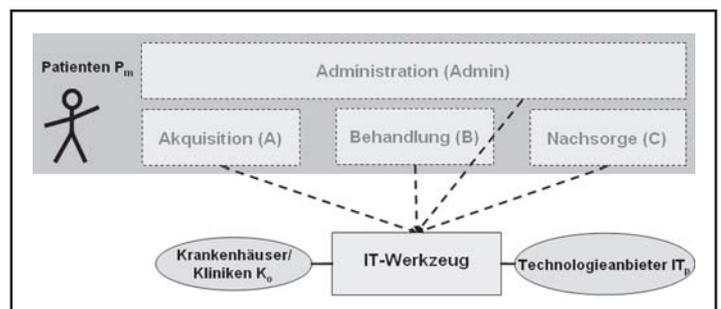 Patienten Pm
Administration (Admin)
Akquisition (A)
Behandlung (B)
Nachsorge (C)
Krankenhäuser/
Kliniken Ko
IT-Werkzeug
Technologieanbieter ITp